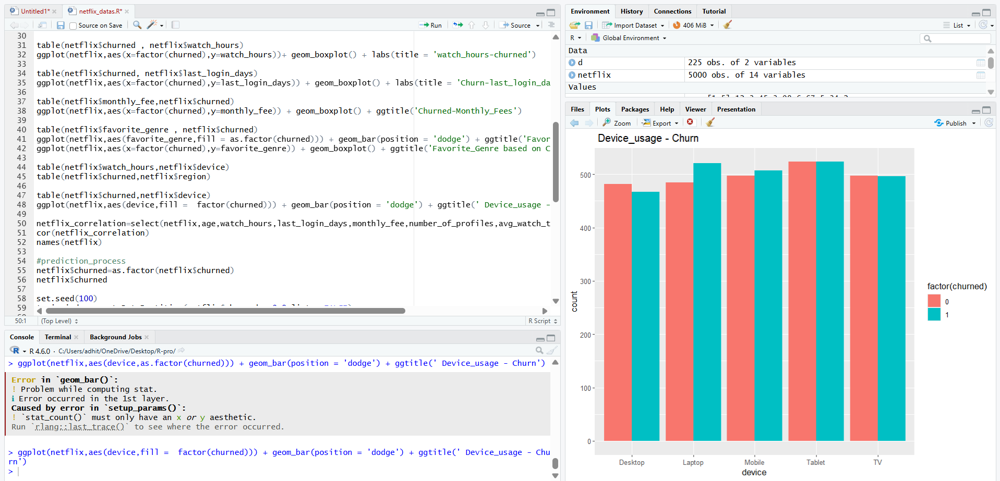 Untitled1*
netflix_datas.R*
Source on Save
Run
Source
30
31 table(netflix$churned , netflix$watch_hours)
32 ggplot(netflix,aes(x=factor(churned),y=watch_hours))+ geom_boxplot() + labs(title = 'watch_hours-churned')
33
34 table(netflix$churned, netflix$last_login_days)
35 ggplot(netflix,aes(x=factor(churned),y=last_login_days)) + geom_boxplot() + labs(title = 'Churn-last_login_da
36
37 table(netflix$monthly_fee,netflix$churned)
38 ggplot(netflix,aes(x=factor(churned),y=monthly_fee)) + geom_boxplot() + ggtitle('Churned-Monthly_Fees')
39
40 table(netflix$favorite_genre , netflix$churned)
41 ggplot(netflix,aes(favorite_genre,fill = as.factor(churned))) + geom_bar(position = 'dodge') + ggtitle('Favor
42 ggplot(netflix,aes(x=factor(churned),y=favorite_genre)) + geom_boxplot() + ggtitle('Favorite_Genre based on C
43
44 table(netflix$watch_hours,netflix$device)
45 table(netflix$churned,netflix$region)
46
47 table(netflix$churned,netflix$device)
48 ggplot(netflix,aes(device,fill =  factor(churned))) + geom_bar(position = 'dodge') + ggtitle(' Device_usage -
49
50 netflix_correlation=select(netflix,age,watch_hours,last_login_days,monthly_fee,number_of_profiles,avg_watch_t
51 cor(netflix_correlation)
52 names(netflix)
53
54 #prediction_process
55 netflix$churned=as.factor(netflix$churned)
56 netflix$churned
57
58 set.seed(100)
59
50:1
(Top Level)
R Script
Console
Terminal
Background Jobs
R 4.6.0 · C:/Users/adhit/OneDrive/Desktop/R-pro/
> ggplot(netflix,aes(device,as.factor(churned))) + geom_bar(position = 'dodge') + ggtitle(' Device_usage - Churn')
Error in `geom_bar()`:
! Problem while computing stat.
ℹ Error occurred in the 1st layer.
Caused by error in `setup_params()`:
! `stat_count()` must only have an x or y aesthetic.
Run `rlang::last_trace()` to see where the error occurred.
> ggplot(netflix,aes(device,fill =  factor(churned))) + geom_bar(position = 'dodge') + ggtitle(' Device_usage - Chu
rn')
>
Environment
History
Connections
Tutorial
Import Dataset
406 MiB
List
R
Global Environment
Data
d 225 obs. of 2 variables
netflix 5000 obs. of 14 variables
Values
Files
Plots
Packages
Help
Viewer
Presentation
Zoom
Export
Publish
Device_usage - Churn
500
400
300
200
100
0
count
Desktop
Laptop
Mobile
Tablet
TV
device
factor(churned)
0
1